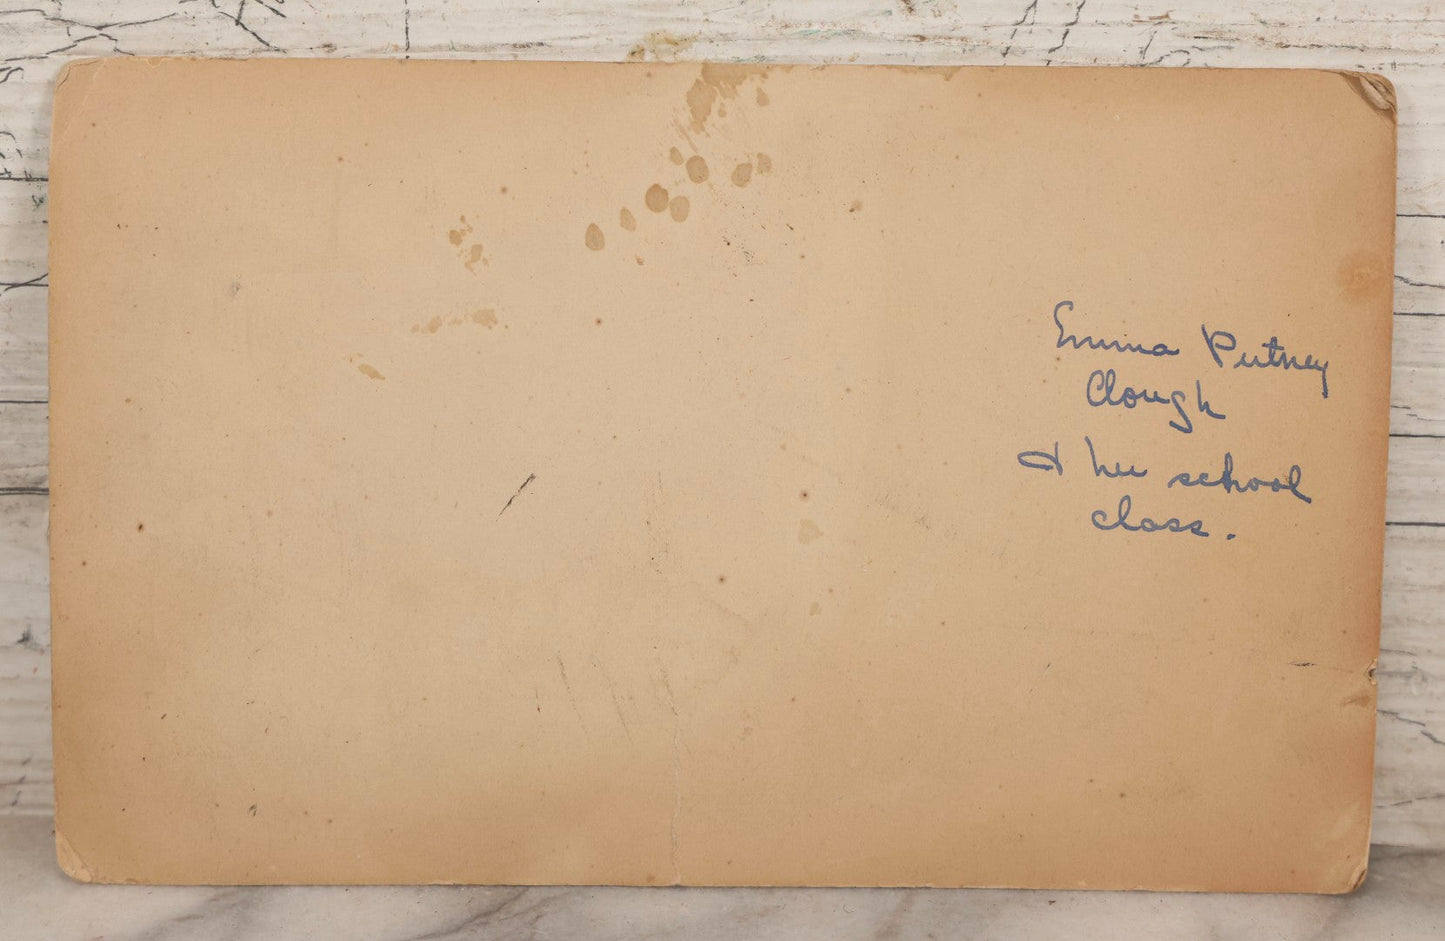 Emma Putney
Clough
& her school
class.